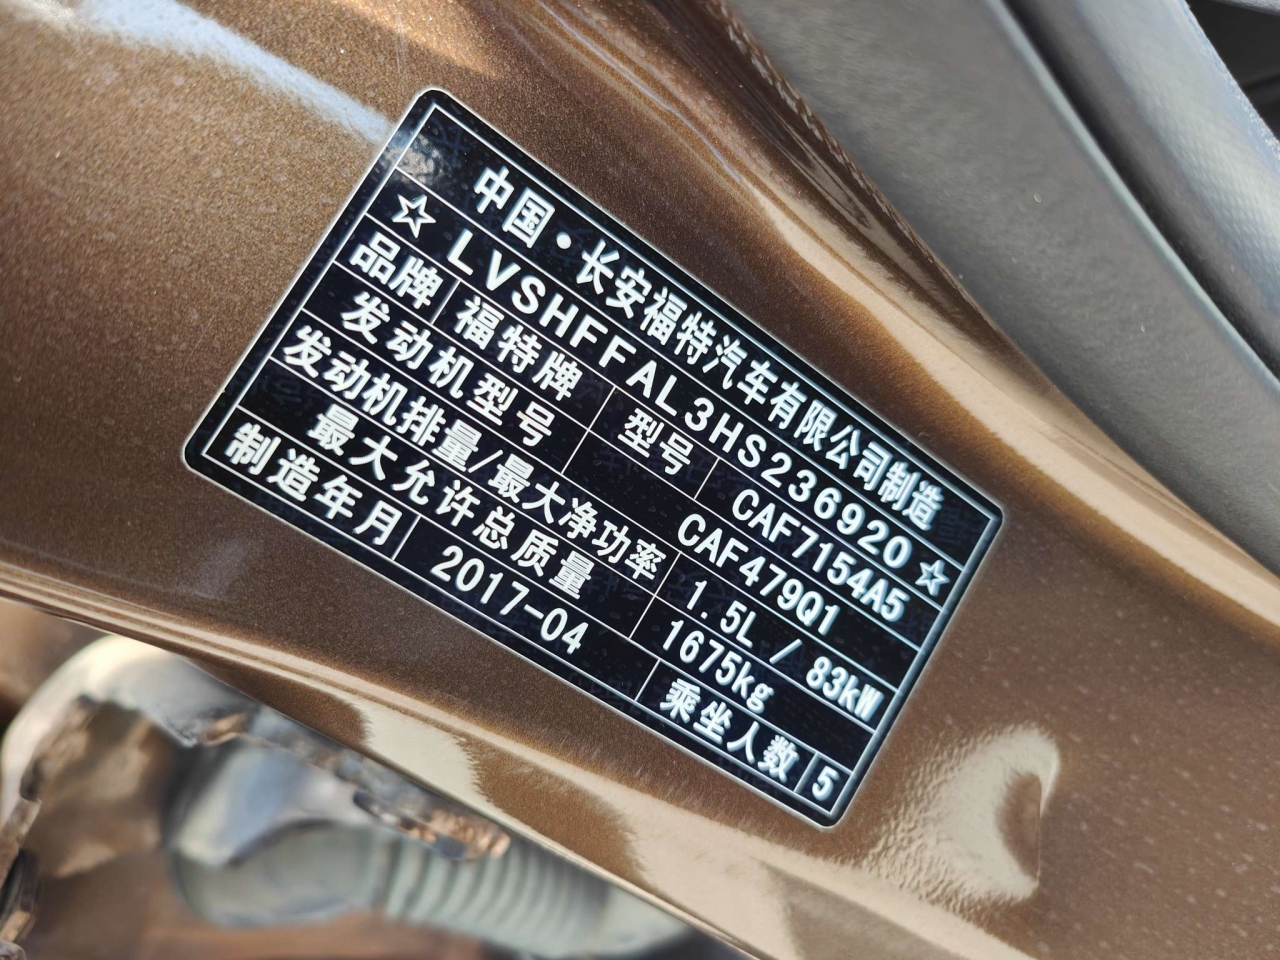 中国·长安福特汽车有限公司制造
☆LVSHFFAL3HS236920☆
品牌 福特牌 型号 CAF7154A5
发动机型号 CAF479Q1
发动机排量/最大净功率 1.5L / 83kW
最大允许总质量 1675kg
制造年月 2017-04 乘坐人数 5